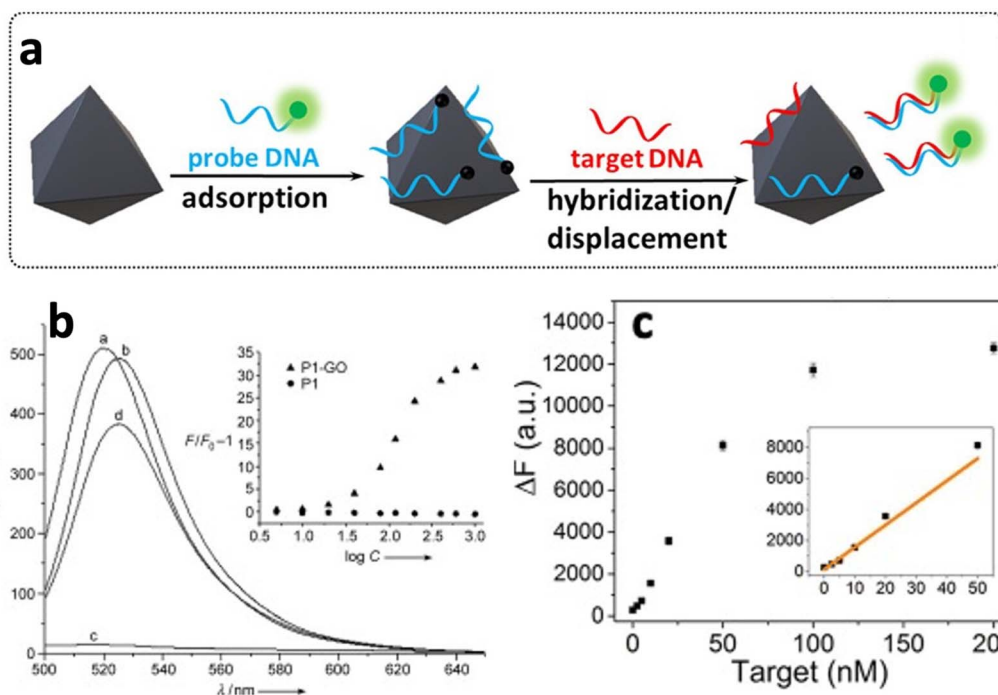 a
probe DNA
adsorption
target DNA
hybridization/
displacement
b
500
400
300
200
100
0
a
b
d
c
500 520 540 560 580 600 620 640
λ/nm
▲ P1-GO
● P1
F/F₀−1
35
30
25
20
15
10
5
0
0.5 1.0 1.5 2.0 2.5 3.0
log C
c
ΔF (a.u.)
14000
12000
10000
8000
6000
4000
2000
0
0 50 100 150
Target (nM)
8000
6000
4000
2000
0
0 10 20 30 40 50